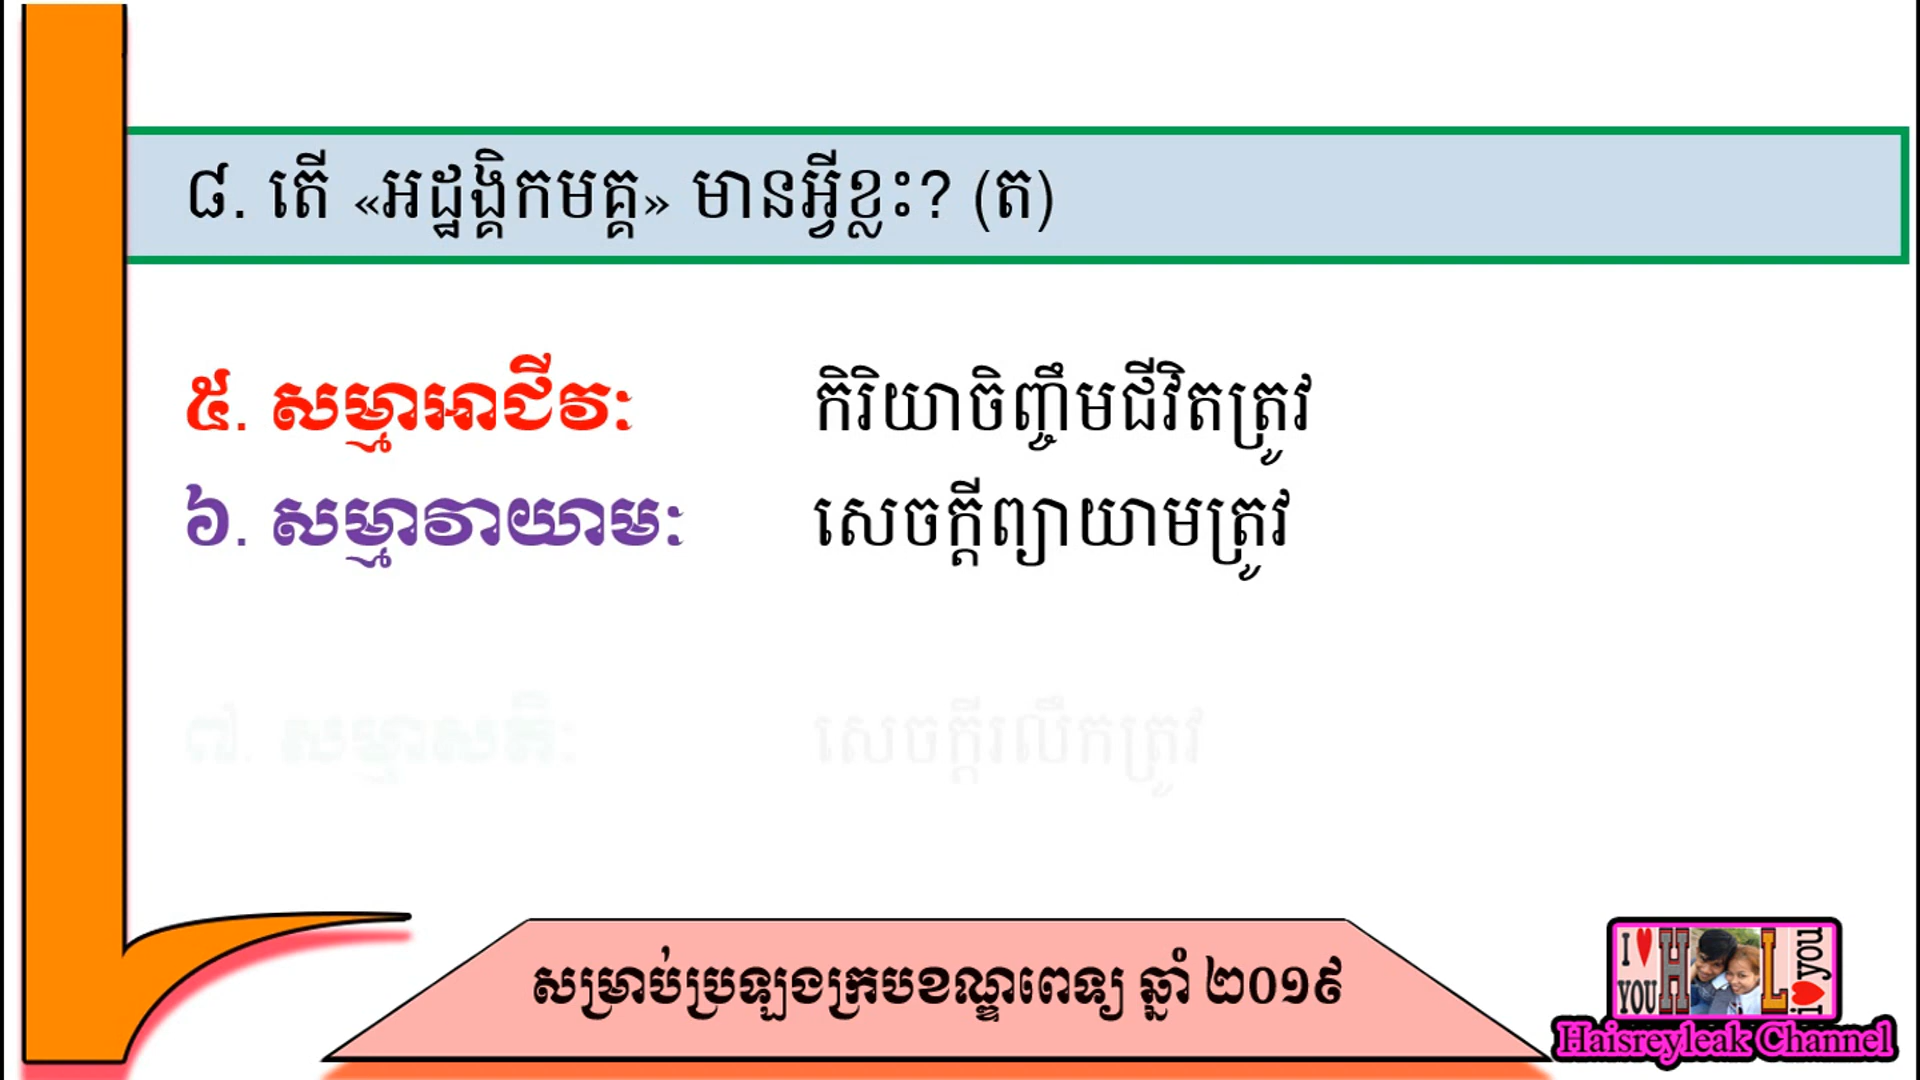 ៨. តើ «អដ្ឋង្គិកមគ្គ» មានអ្វីខ្លះ? (ត)
៥. សម្មាអាជីវៈ កិរិយាចិញ្ចឹមជីវិតត្រូវ
៦. សម្មាវាយាមៈ សេចក្ដីព្យាយាមត្រូវ
៧. សម្មាសតិៈ សេចក្ដីរលឹកត្រូវ
សម្រាប់ប្រឡងក្របខណ្ឌពេទ្យ ឆ្នាំ ២០១៩
I ♥ YOU H L i ♥ you
Haisreyleak Channel